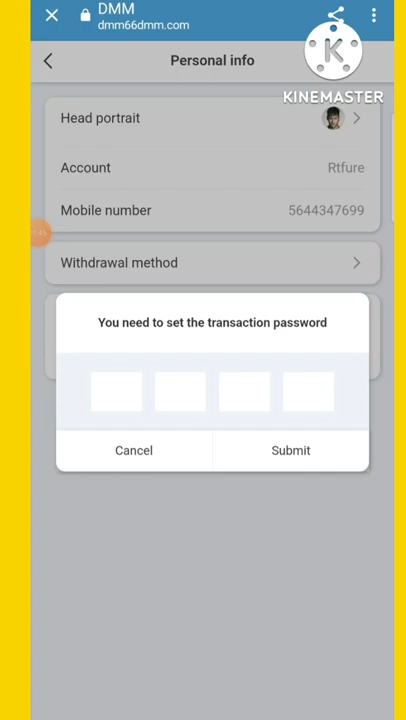 DMM
dmm66dmm.com
Personal info
K
KINEMASTER
Head portrait
Account Rtfure
Mobile number 5644347699
Withdrawal method
You need to set the transaction password
Cancel Submit